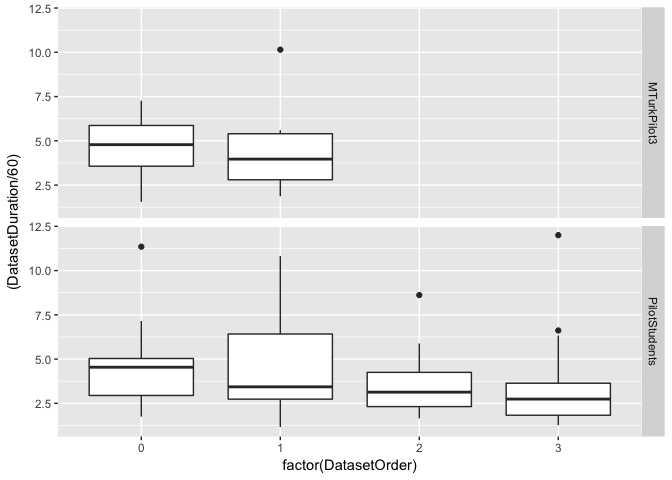 12.5
10.0
7.5
5.0
2.5
MTurkPilot3
12.5
10.0
7.5
5.0
2.5
PilotStudents
(DatasetDuration/60)
0 1 2 3
factor(DatasetOrder)